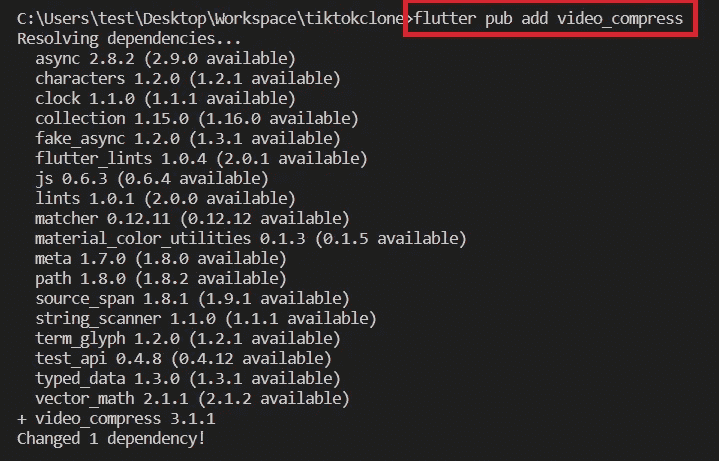 C:\Users\test\Desktop\Workspace\tiktokclone>flutter pub add video_compress
Resolving dependencies...
  async 2.8.2 (2.9.0 available)
  characters 1.2.0 (1.2.1 available)
  clock 1.1.0 (1.1.1 available)
  collection 1.15.0 (1.16.0 available)
  fake_async 1.2.0 (1.3.1 available)
  flutter_lints 1.0.4 (2.0.1 available)
  js 0.6.3 (0.6.4 available)
  lints 1.0.1 (2.0.0 available)
  matcher 0.12.11 (0.12.12 available)
  material_color_utilities 0.1.3 (0.1.5 available)
  meta 1.7.0 (1.8.0 available)
  path 1.8.0 (1.8.2 available)
  source_span 1.8.1 (1.9.1 available)
  string_scanner 1.1.0 (1.1.1 available)
  term_glyph 1.2.0 (1.2.1 available)
  test_api 0.4.8 (0.4.12 available)
  typed_data 1.3.0 (1.3.1 available)
  vector_math 2.1.1 (2.1.2 available)
+ video_compress 3.1.1
Changed 1 dependency!